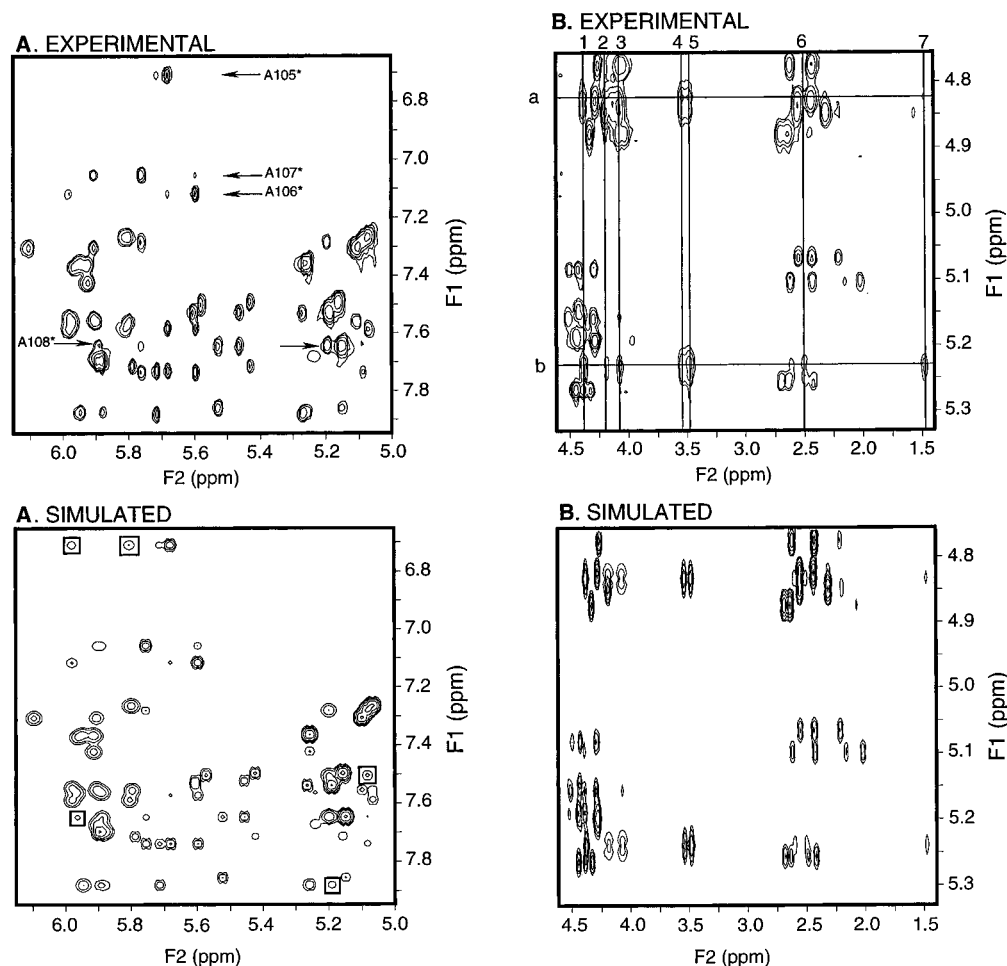 A. EXPERIMENTAL
A105*
A107*
A106*
A108*
6.8
7.0
7.2
7.4
7.6
7.8
F1 (ppm)
6.0 5.8 5.6 5.4 5.2 5.0
F2 (ppm)
B. EXPERIMENTAL
1 2 3 4 5 6 7
a
b
4.8
4.9
5.0
5.1
5.2
5.3
F1 (ppm)
4.5 4.0 3.5 3.0 2.5 2.0 1.5
F2 (ppm)
A. SIMULATED
6.8
7.0
7.2
7.4
7.6
7.8
F1 (ppm)
6.0 5.8 5.6 5.4 5.2 5.0
F2 (ppm)
B. SIMULATED
4.8
4.9
5.0
5.1
5.2
5.3
F1 (ppm)
4.5 4.0 3.5 3.0 2.5 2.0 1.5
F2 (ppm)